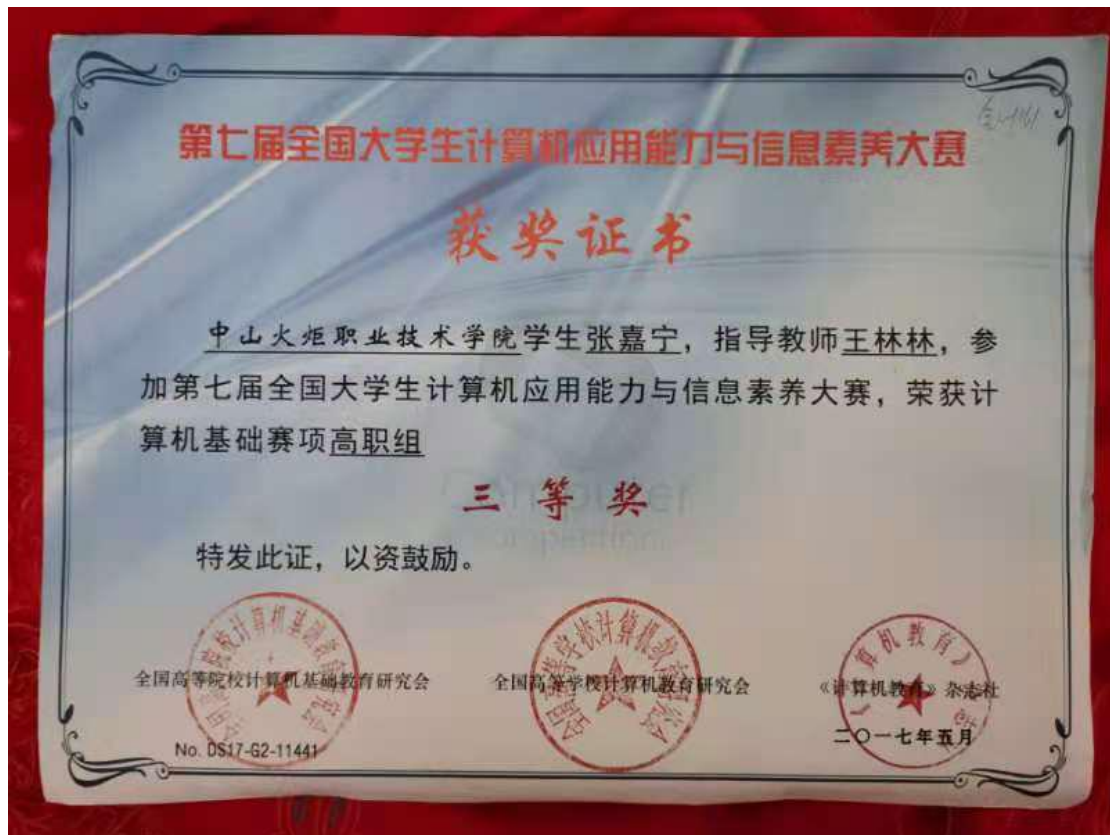 第七届全国大学生计算机应用能力与信息素养大赛
获奖证书
中山火炬职业技术学院学生张嘉宁，指导教师王林林，参
加第七届全国大学生计算机应用能力与信息素养大赛，荣获计
算机基础赛项高职组
三等奖
特发此证，以资鼓励。
全国高等院校计算机基础教育研究会
全国高等学校计算机教育研究会
《计算机教育》杂志社
No. DS17-G2-11441
二〇一七年五月